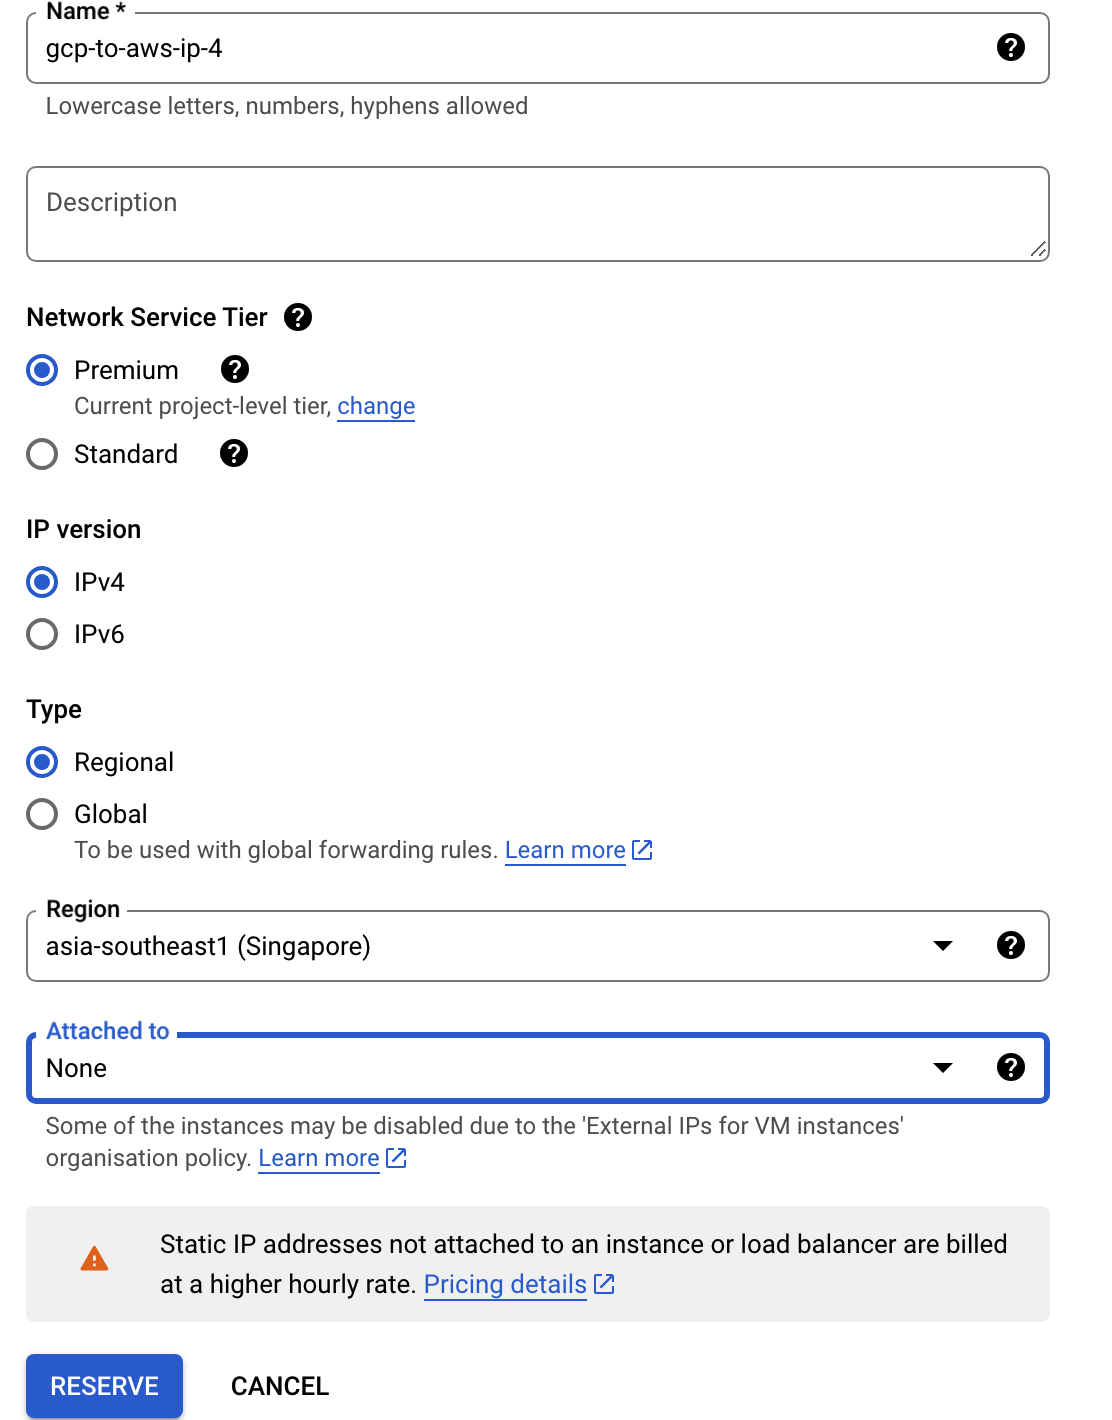 Name *
gcp-to-aws-ip-4
Lowercase letters, numbers, hyphens allowed
Description
Network Service Tier
Premium
Current project-level tier, change
Standard
IP version
IPv4
IPv6
Type
Regional
Global
To be used with global forwarding rules. Learn more
Region
asia-southeast1 (Singapore)
Attached to
None
Some of the instances may be disabled due to the 'External IPs for VM instances'
organisation policy. Learn more
Static IP addresses not attached to an instance or load balancer are billed
at a higher hourly rate. Pricing details
RESERVE CANCEL